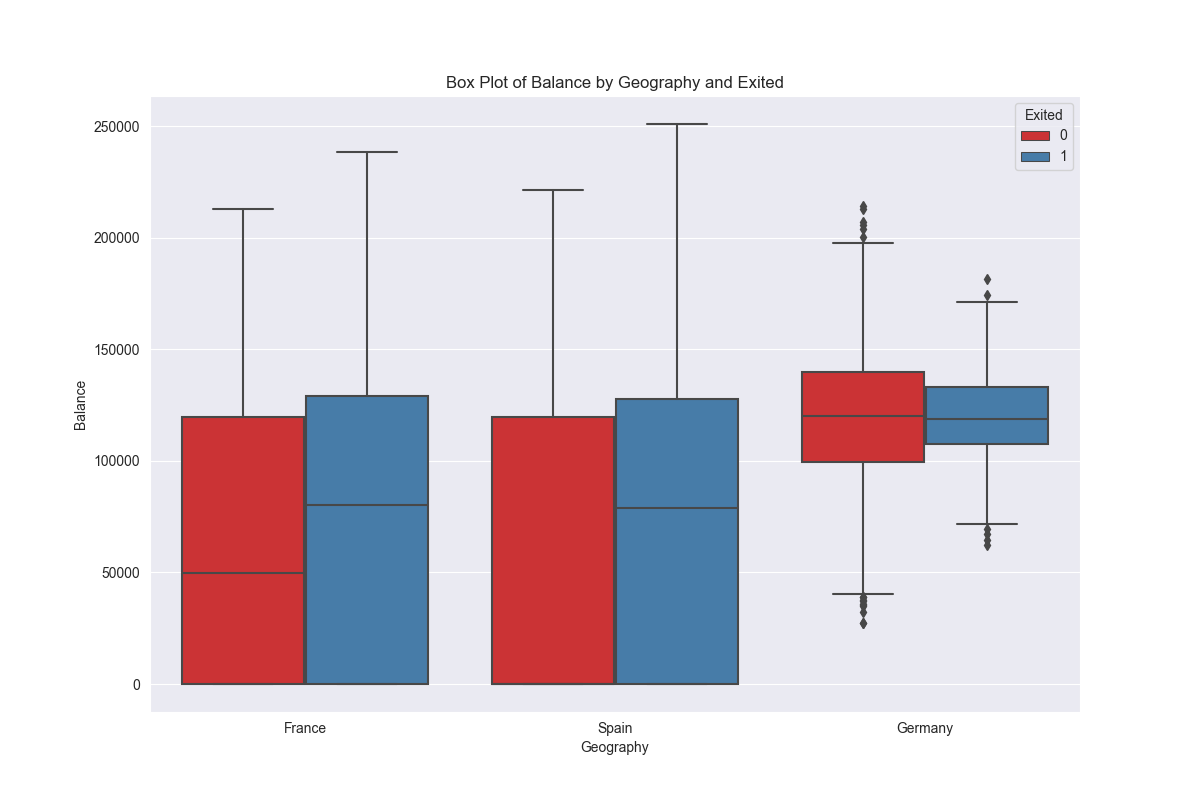 Box Plot of Balance by Geography and Exited
Exited
0
1
250000
200000
150000
100000
50000
0
Balance
France
Spain
Germany
Geography